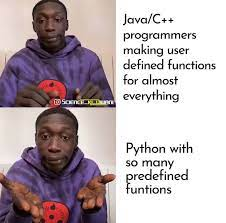 Java/C++
programmers
making user
defined functions
for almost
everything
Python with
so many
predefined
funtions